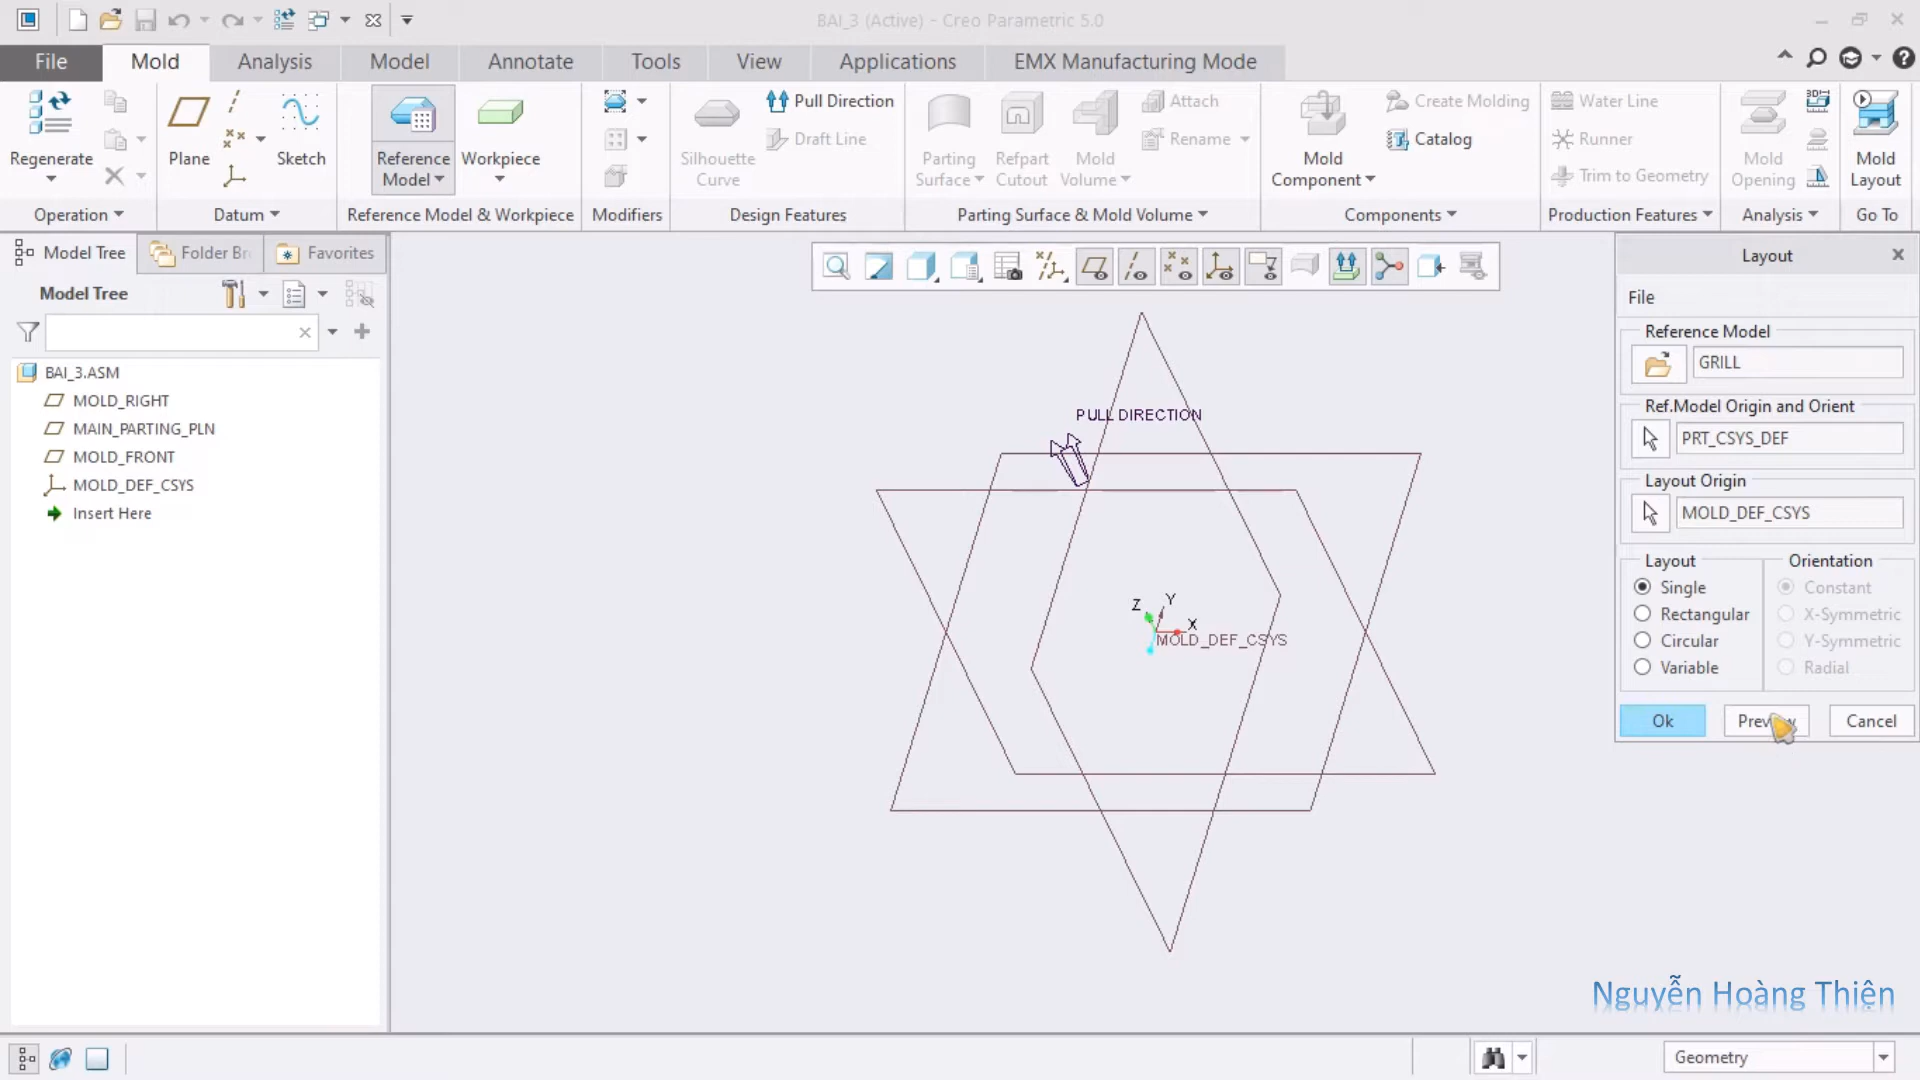 BAI_3 (Active) - Creo Parametric 5.0
File Mold Analysis Model Annotate Tools View Applications EMX Manufacturing Mode
Regenerate
Operation
Plane
Sketch
Datum
Reference Model
Workpiece
Reference Model & Workpiece
Modifiers
Silhouette Curve
Pull Direction
Draft Line
Design Features
Parting Surface
Refpart Cutout
Mold Volume
Attach
Rename
Parting Surface & Mold Volume
Mold Component
Create Molding
Catalog
Components
Water Line
Runner
Trim to Geometry
Production Features
Mold Opening
Analysis
Mold Layout
Go To
Model Tree
Folder Br
Favorites
Model Tree
BAI_3.ASM
MOLD_RIGHT
MAIN_PARTING_PLN
MOLD_FRONT
MOLD_DEF_CSYS
Insert Here
PULL DIRECTION
Z
Y
X
MOLD_DEF_CSYS
Layout
File
Reference Model
GRILL
Ref.Model Origin and Orient
PRT_CSYS_DEF
Layout Origin
MOLD_DEF_CSYS
Layout Orientation
Single Constant
Rectangular X-Symmetric
Circular Y-Symmetric
Variable Radial
Ok Cancel
Nguyễn Hoàng Thiện
Geometry